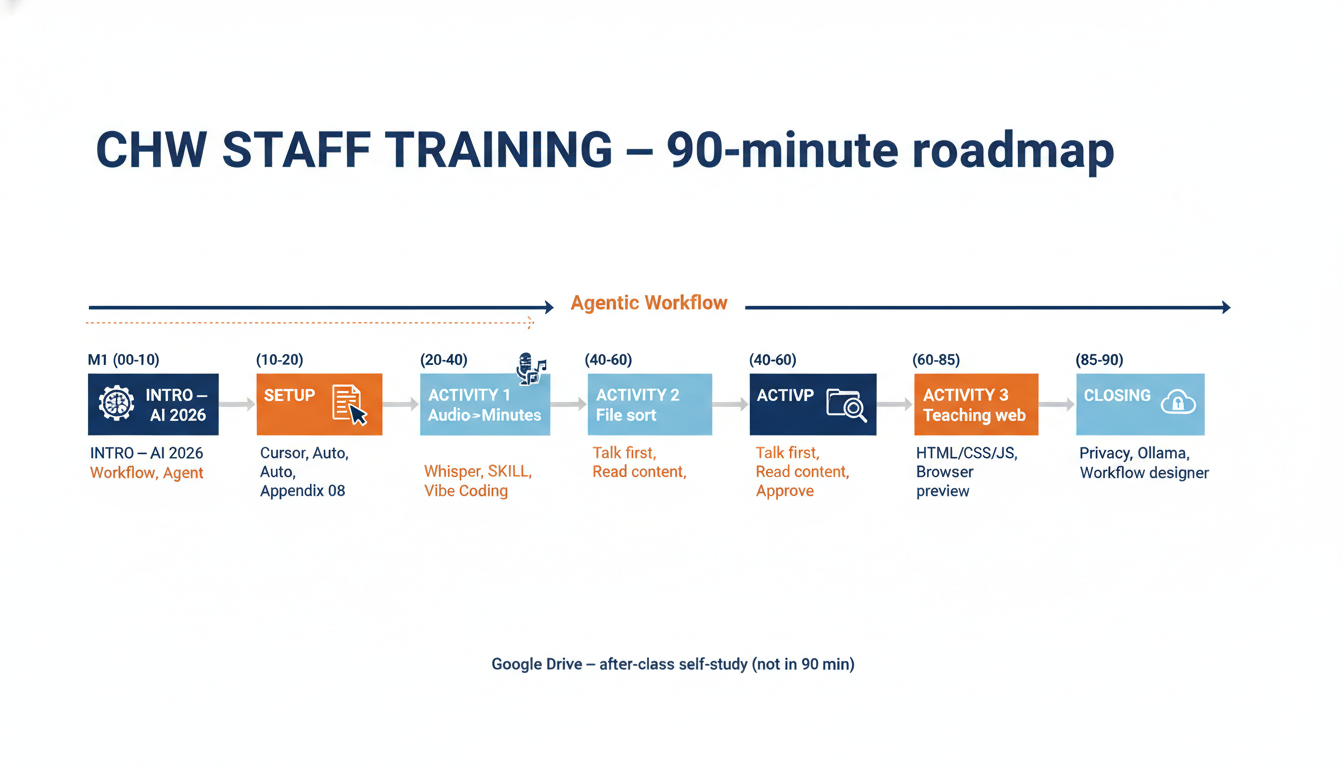 CHW STAFF TRAINING – 90-minute roadmap
Agentic Workflow
M1 (00-10)
INTRO –
AI 2026
INTRO – AI 2026
Workflow, Agent
(10-20)
SETUP
Cursor, Auto,
Auto,
Appendix 08
(20-40)
ACTIVITY 1
Audio>Minutes
Whisper, SKILL,
Vibe Coding
(40-60)
ACTIVITY 2
File sort
Talk first,
Read content,
(40-60)
ACTIVP
Talk first,
Read content,
Approve
(60-85)
ACTIVITY 3
Teaching web
HTML/CSS/JS,
Browser
preview
(85-90)
CLOSING
Privacy, Ollama,
Workflow designer
Google Drive – after-class self-study (not in 90 min)